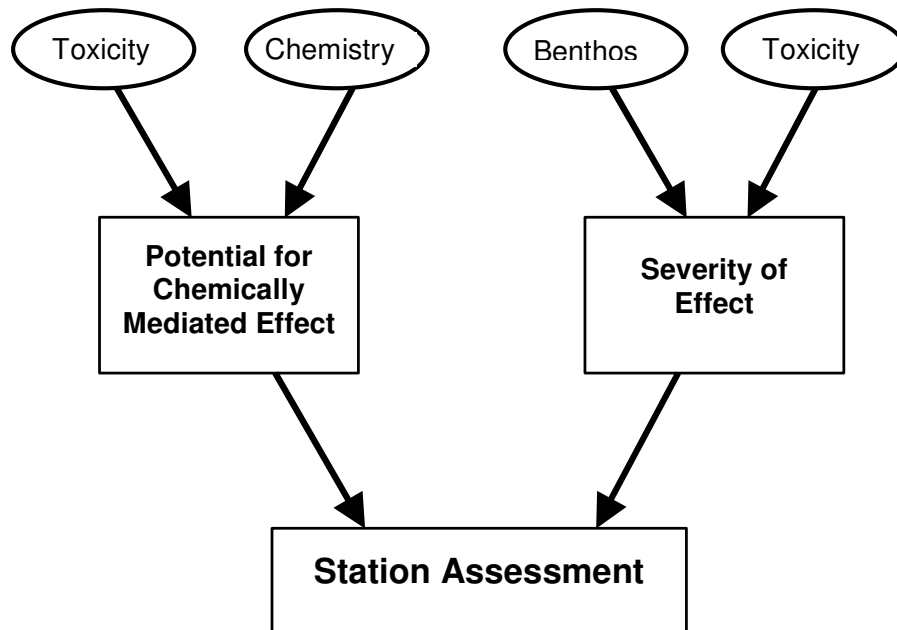 Toxicity
Chemistry
Benthos
Toxicity
Potential for
Chemically
Mediated Effect
Severity of
Effect
Station Assessment